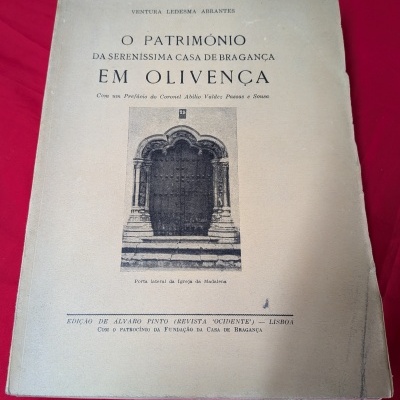 VENTURA LEDESMA ABRANTES
O PATRIMÓNIO
DA SERENÍSSIMA CASA DE BRAGANÇA
EM OLIVENÇA
Com um Prefácio do Coronel Abílio Valdez Passos e Sousa
Porta lateral da Igreja da Madalena
EDIÇÃO DE ALVARO PINTO (REVISTA 'OCIDENTE') — LISBOA
COM O PATROCÍNIO DA FUNDAÇÃO DA CASA DE BRAGANÇA